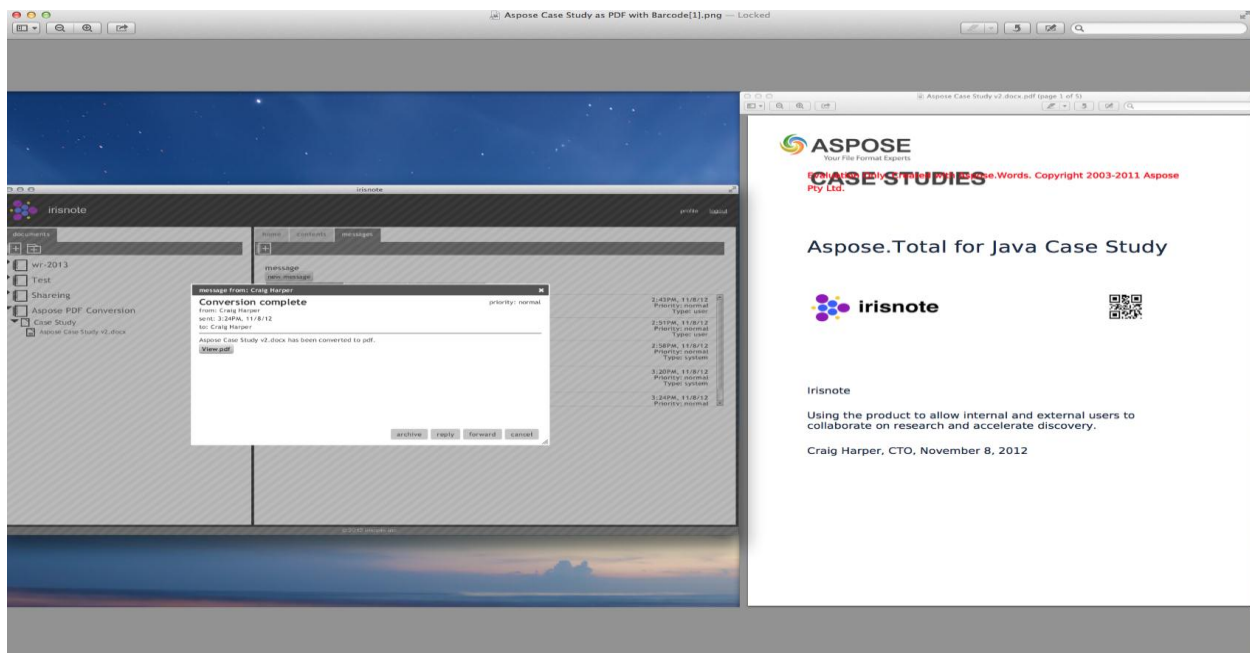 Aspose Case Study as PDF with Barcode[1].png — Locked
irisnote
irisnote
profile logout
documents
home contents messages
wr-2013
Test
Shareing
Aspose PDF Conversion
Case Study
Aspose Case Study v2.docx
message
new message
message from: Craig Harper
Conversion complete
priority: normal
from: Craig Harper
sent: 3:24PM, 11/8/12
to: Craig Harper
Aspose Case Study v2.docx has been converted to pdf.
View pdf
archive reply forward cancel
2:43PM, 11/8/12
Priority: normal
Type: user
2:51PM, 11/8/12
Priority: normal
Type: user
2:58PM, 11/8/12
Priority: normal
Type: system
3:20PM, 11/8/12
Priority: normal
Type: system
3:24PM, 11/8/12
Priority: normal
Aspose Case Study v2.docx.pdf (page 1 of 5)
ASPOSE
Your File Format Experts
CASE STUDIES
Evaluation Only. Created with Aspose.Words. Copyright 2003-2011 Aspose
Pty Ltd.
Aspose.Total for Java Case Study
irisnote
Irisnote
Using the product to allow internal and external users to
collaborate on research and accelerate discovery.
Craig Harper, CTO, November 8, 2012